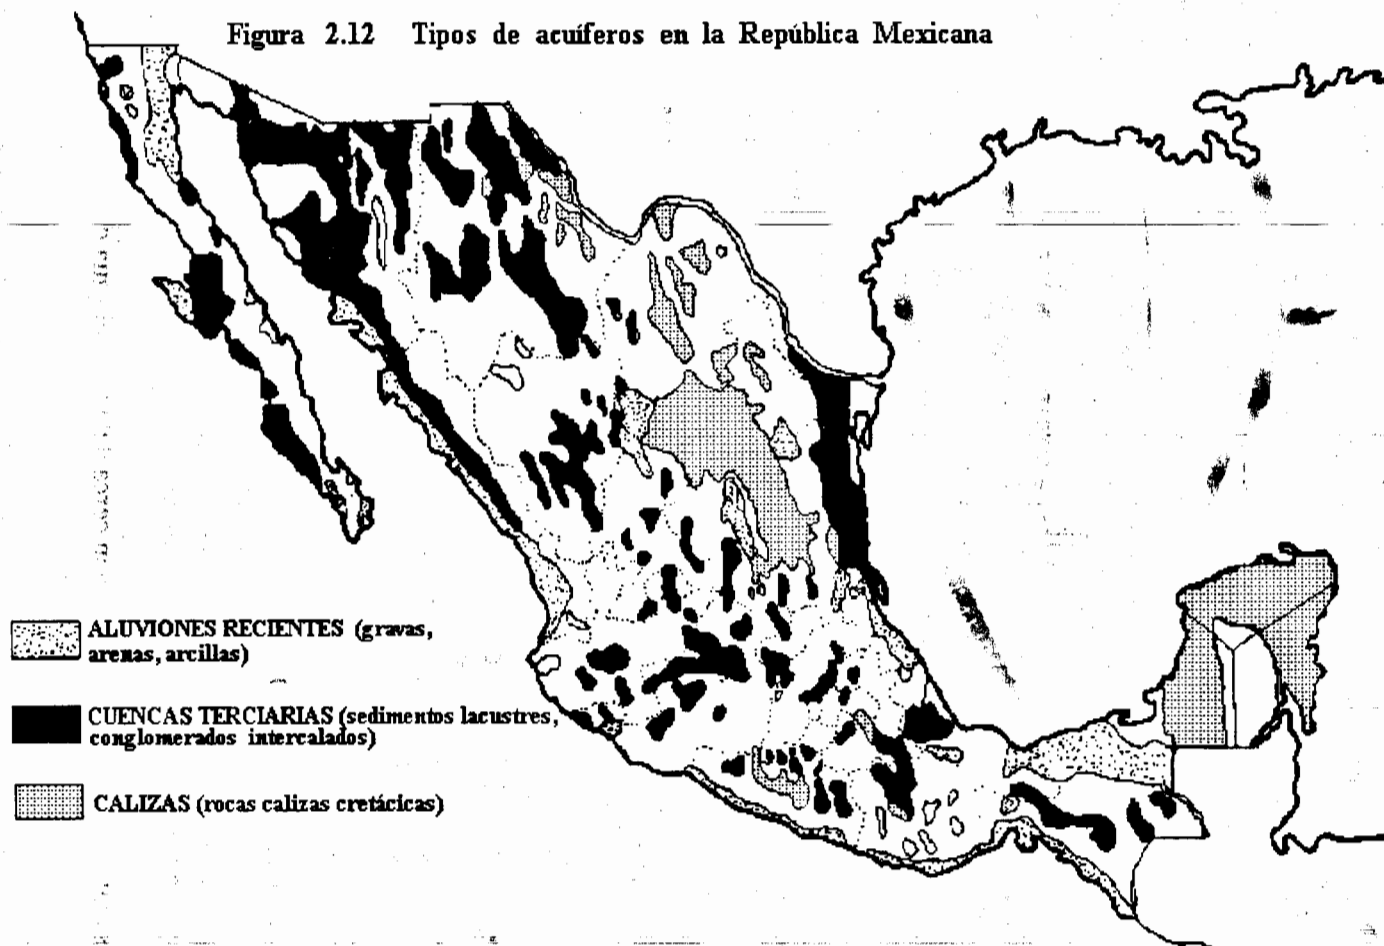 Figura 2.12 Tipos de acuíferos en la República Mexicana
ALUVIONES RECIENTES (gravas,
arenas, arcillas)
CUENCAS TERCIARIAS (sedimentos lacustres,
conglomerados intercalados)
CALIZAS (rocas calizas cretácicas)